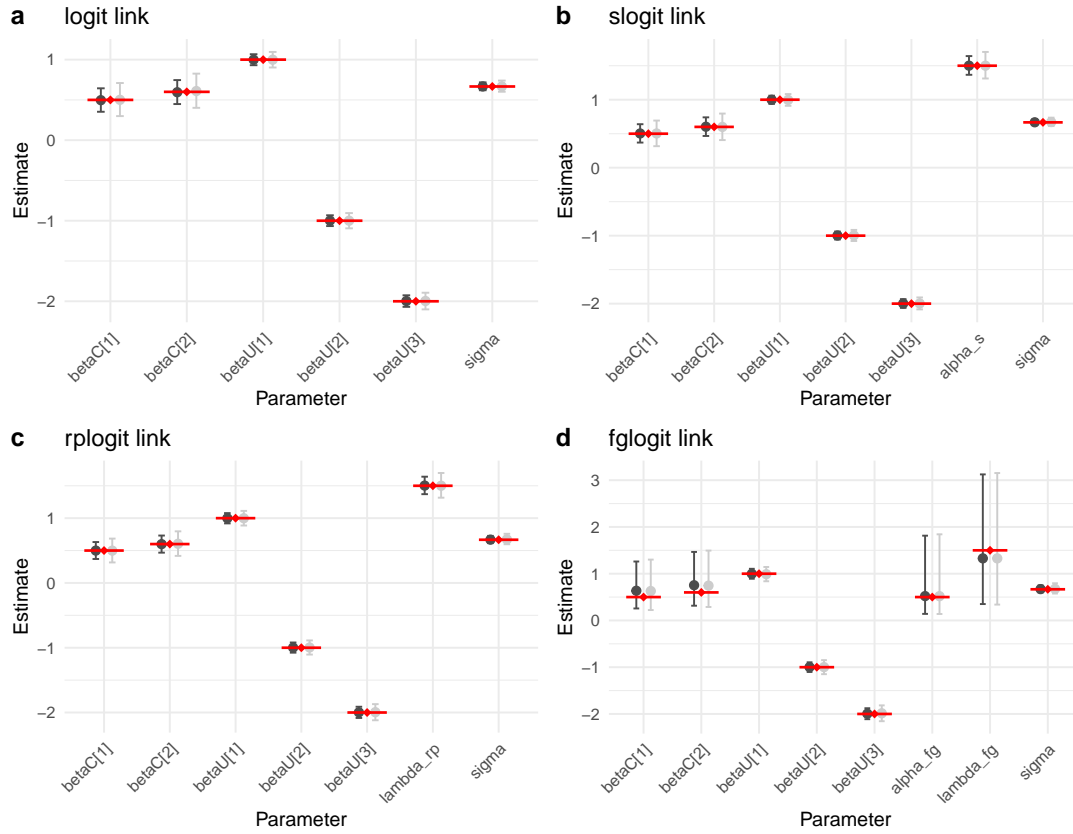 a logit link
Estimate
1
0
−1
−2
betaC[1]
betaC[2]
betaU[1]
betaU[2]
betaU[3]
sigma
Parameter
b slogit link
Estimate
1
0
−1
−2
betaC[1]
betaC[2]
betaU[1]
betaU[2]
betaU[3]
alpha_s
sigma
Parameter
c rplogit link
Estimate
1
0
−1
−2
betaC[1]
betaC[2]
betaU[1]
betaU[2]
betaU[3]
lambda_rp
sigma
Parameter
d fglogit link
Estimate
3
2
1
0
−1
−2
betaC[1]
betaC[2]
betaU[1]
betaU[2]
betaU[3]
alpha_fg
lambda_fg
sigma
Parameter